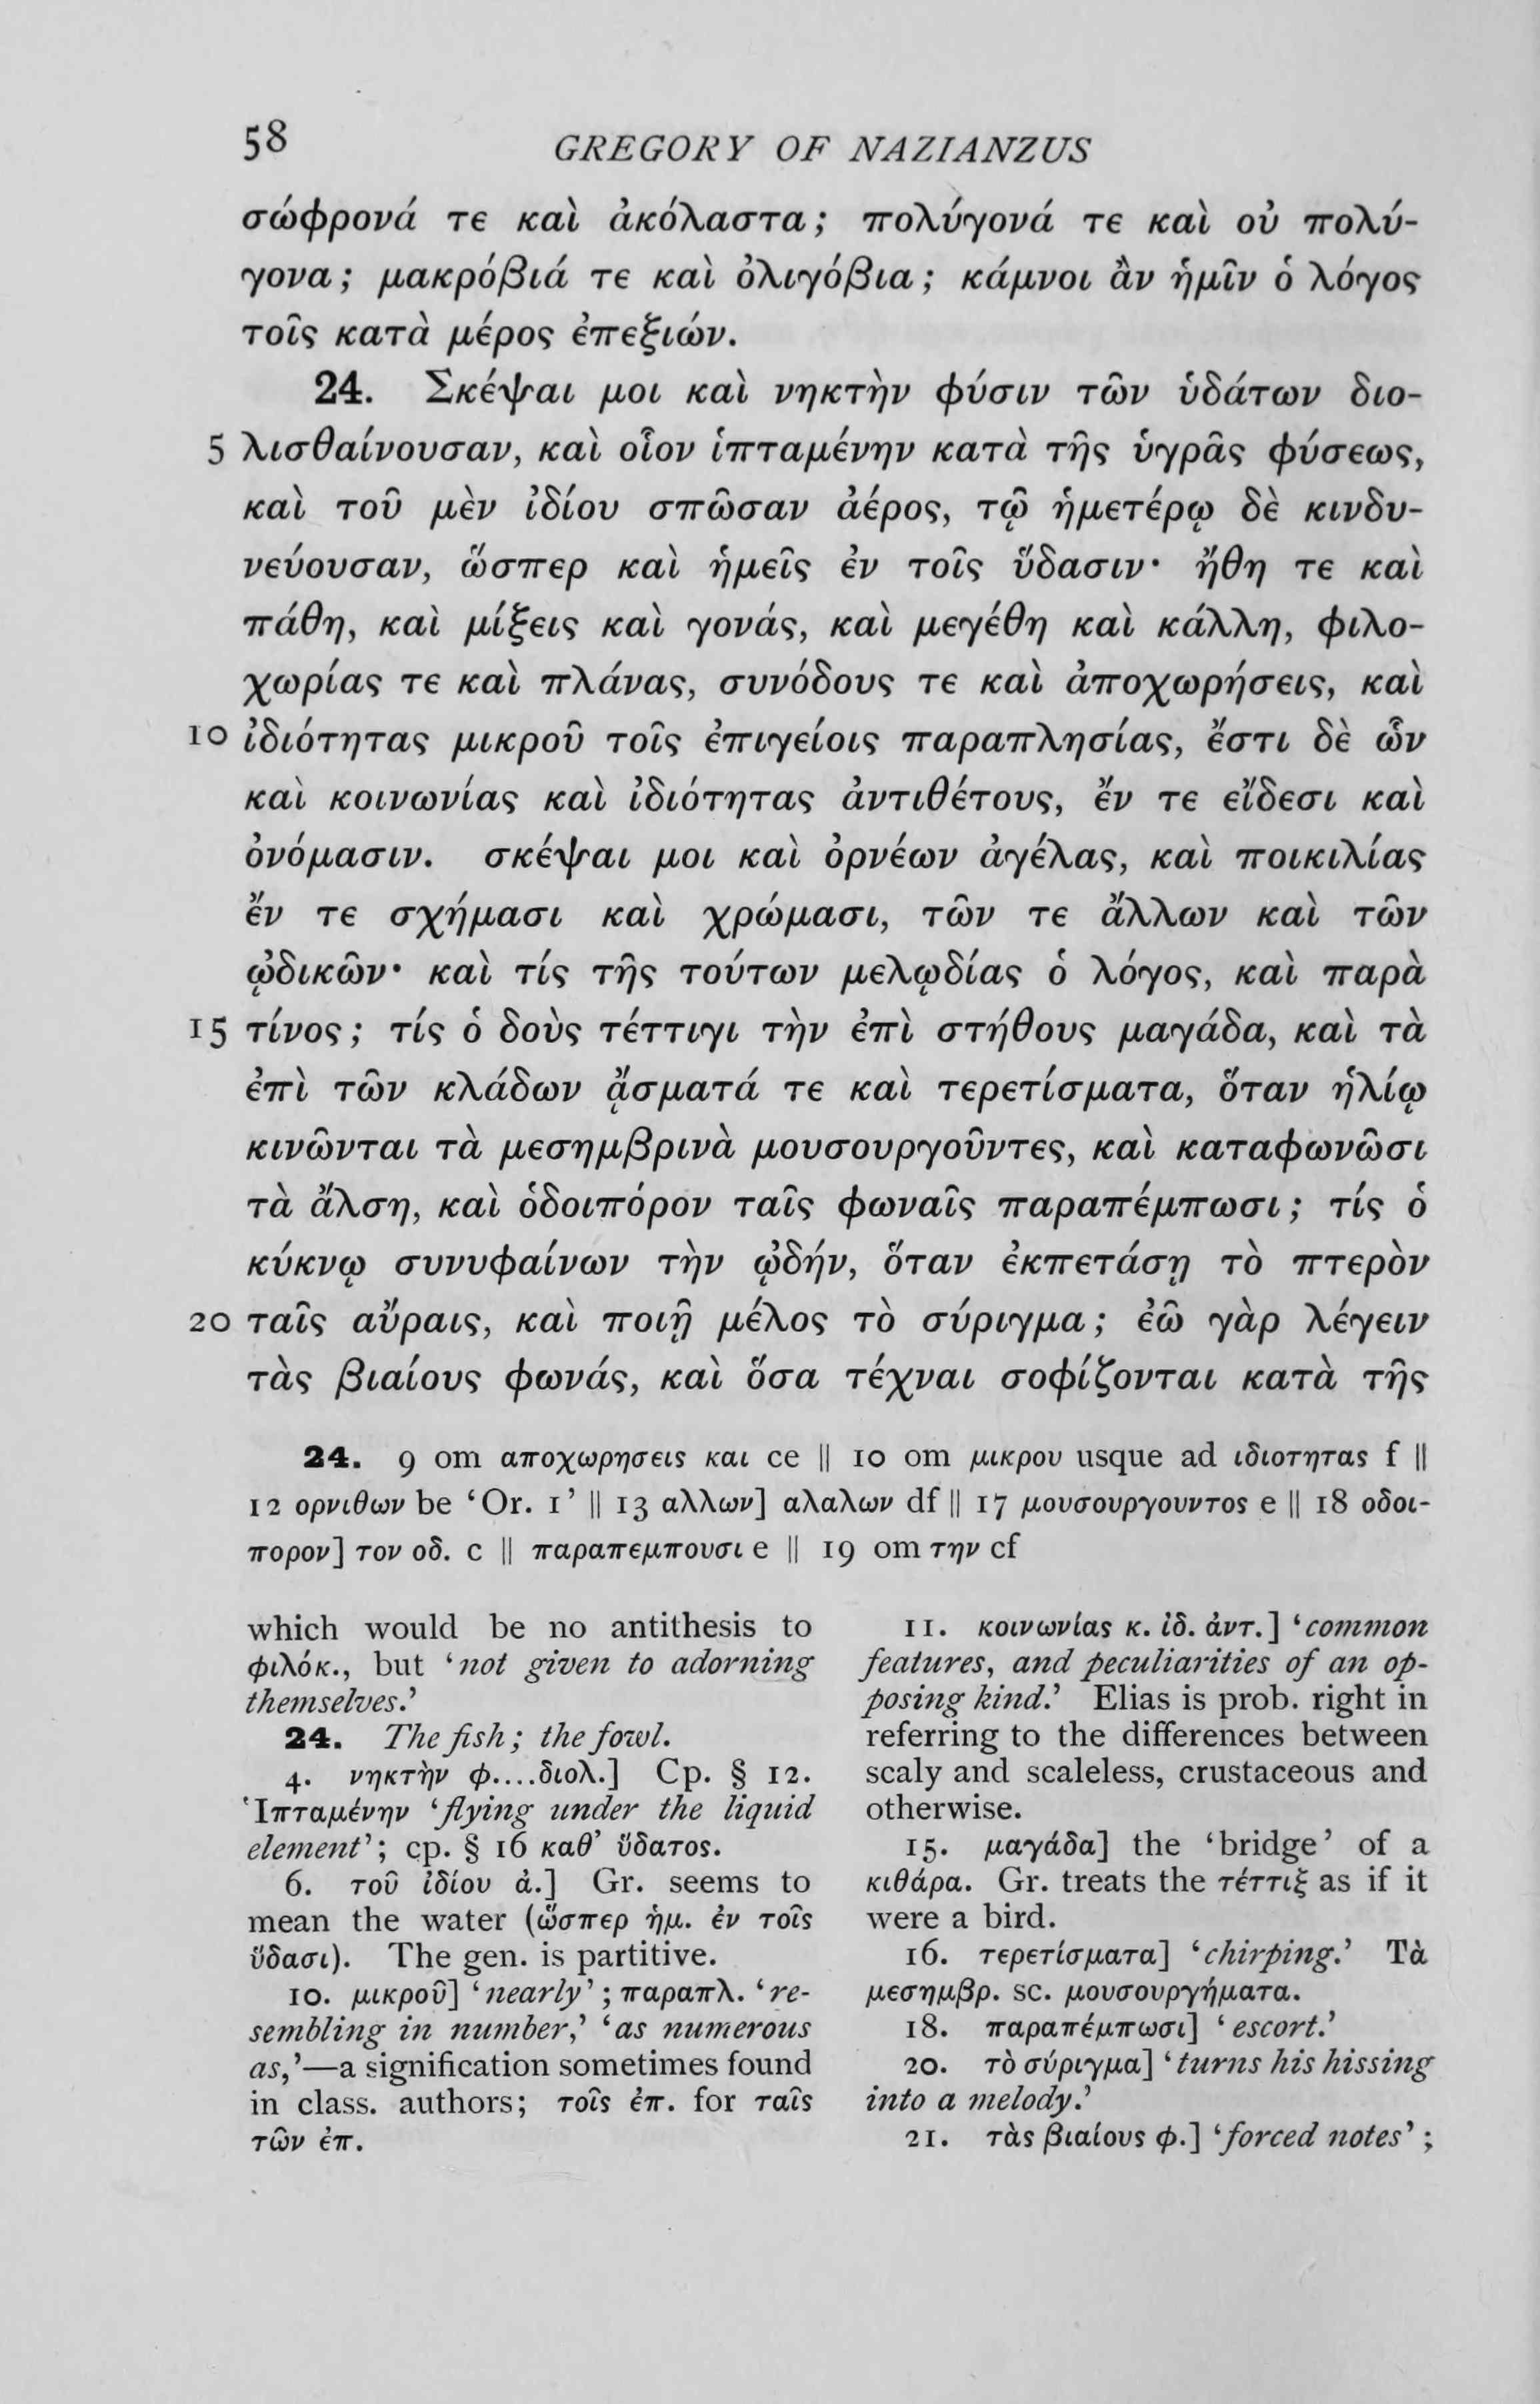 58 GREGORY OF NAZIANZUS
σώφρονά τε καὶ ἀκόλαστα; πολύγονά τε καὶ οὐ πολύ-
γονα; μακρόβιά τε καὶ ὀλιγόβια; κάμνοι ἂν ἡμῖν ὁ λόγος
τοῖς κατὰ μέρος ἐπεξιών.
24. Σκέψαι μοι καὶ νηκτὴν φύσιν τῶν ὑδάτων διο-
5 λισθαίνουσαν, καὶ οἷον ἱπταμένην κατὰ τῆς ὑγρᾶς φύσεως,
καὶ τοῦ μὲν ἰδίου σπῶσαν ἀέρος, τῷ ἡμετέρῳ δὲ κινδυ-
νεύουσαν, ὥσπερ καὶ ἡμεῖς ἐν τοῖς ὕδασιν· ἤθη τε καὶ
πάθη, καὶ μίξεις καὶ γονάς, καὶ μεγέθη καὶ κάλλη, φιλο-
χωρίας τε καὶ πλάνας, συνόδους τε καὶ ἀποχωρήσεις, καὶ
10 ἰδιότητας μικροῦ τοῖς ἐπιγείοις παραπλησίας, ἔστι δὲ ὧν
καὶ κοινωνίας καὶ ἰδιότητας ἀντιθέτους, ἔν τε εἴδεσι καὶ
ὀνόμασιν. σκέψαι μοι καὶ ὀρνέων ἀγέλας, καὶ ποικιλίας
ἔν τε σχήμασι καὶ χρώμασι, τῶν τε ἄλλων καὶ τῶν
ᾠδικῶν· καὶ τίς τῆς τούτων μελῳδίας ὁ λόγος, καὶ παρὰ
15 τίνος; τίς ὁ δοὺς τέττιγι τὴν ἐπὶ στήθους μαγάδα, καὶ τὰ
ἐπὶ τῶν κλάδων ᾄσματά τε καὶ τερετίσματα, ὅταν ἡλίῳ
κινῶνται τὰ μεσημβρινὰ μουσουργοῦντες, καὶ καταφωνῶσι
τὰ ἄλση, καὶ ὁδοιπόρον ταῖς φωναῖς παραπέμπωσι; τίς ὁ
κύκνῳ συνυφαίνων τὴν ᾠδήν, ὅταν ἐκπετάσῃ τὸ πτερὸν
20 ταῖς αὔραις, καὶ ποιῇ μέλος τὸ σύριγμα; ἐῶ γὰρ λέγειν
τὰς βιαίους φωνάς, καὶ ὅσα τέχναι σοφίζονται κατὰ τῆς
24. 9 om αποχωρησεις και ce || 10 om μικρου usque ad ιδιοτητας f ||
12 ορνιθων be ‘Or. 1’ || 13 αλλων] αλαλων df || 17 μουσουργουντος e || 18 οδοι-
πορον] τον οδ. c || παραπεμπουσι e || 19 om την cf
which would be no antithesis to
φιλόκ., but ‘not given to adorning
themselves.’
24. The fish; the fowl.
4. νηκτὴν φ....διολ.] Cp. § 12.
Ἱπταμένην ‘flying under the liquid
element’; cp. § 16 καθ’ ὕδατος.
6. τοῦ ἰδίου ἀ.] Gr. seems to
mean the water (ὥσπερ ἡμ. ἐν τοῖς
ὕδασι). The gen. is partitive.
10. μικροῦ] ‘nearly’; παραπλ. ‘re-
sembling in number,’ ‘as numerous
as,’—a signification sometimes found
in class. authors; τοῖς ἐπ. for ταῖς
τῶν ἐπ.
11. κοινωνίας κ. ἰδ. ἀντ.] ‘common
features, and peculiarities of an op-
posing kind.’ Elias is prob. right in
referring to the differences between
scaly and scaleless, crustaceous and
otherwise.
15. μαγάδα] the ‘bridge’ of a
κιθάρα. Gr. treats the τέττιξ as if it
were a bird.
16. τερετίσματα] ‘chirping.’ Τὰ
μεσημβρ. sc. μουσουργήματα.
18. παραπέμπωσι] ‘escort.’
20. τὸ σύριγμα] ‘turns his hissing
into a melody.’
21. τὰς βιαίους φ.] ‘forced notes’;